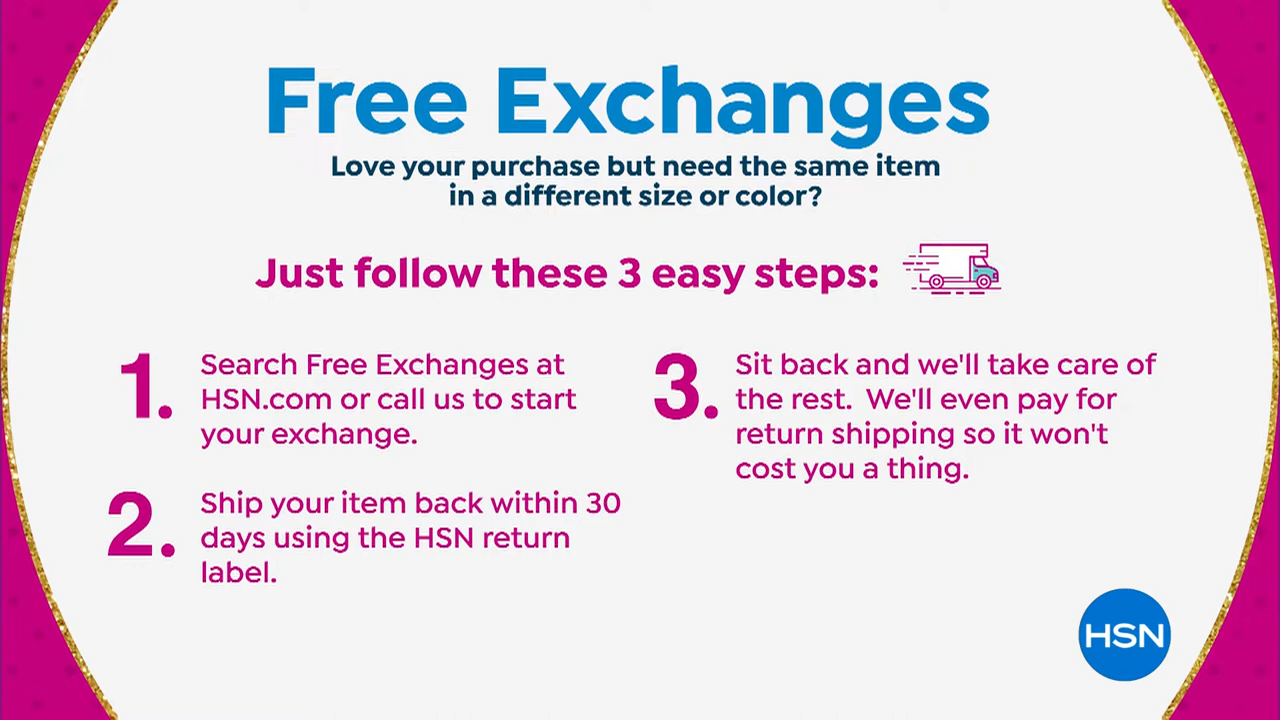 Free Exchanges
Love your purchase but need the same item
in a different size or color?
Just follow these 3 easy steps:
1. Search Free Exchanges at
HSN.com or call us to start
your exchange.
2. Ship your item back within 30
days using the HSN return
label.
3. Sit back and we'll take care of
the rest.  We'll even pay for
return shipping so it won't
cost you a thing.
HSN